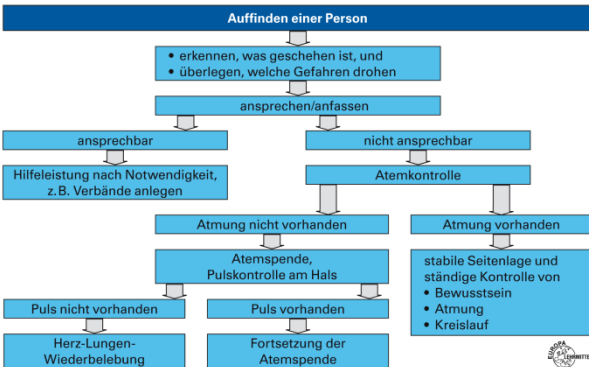 Auffinden einer Person
• erkennen, was geschehen ist, und
• überlegen, welche Gefahren drohen
ansprechen/anfassen
ansprechbar
nicht ansprechbar
Hilfeleistung nach Notwendigkeit,
z. B. Verbände anlegen
Atemkontrolle
Atmung nicht vorhanden
Atmung vorhanden
Atemspende,
Pulskontrolle am Hals
stabile Seitenlage und
ständige Kontrolle von
• Bewusstsein
• Atmung
• Kreislauf
Puls nicht vorhanden
Puls vorhanden
Herz-Lungen-
Wiederbelebung
Fortsetzung der
Atemspende
EUROPA
LEHRMITTEL